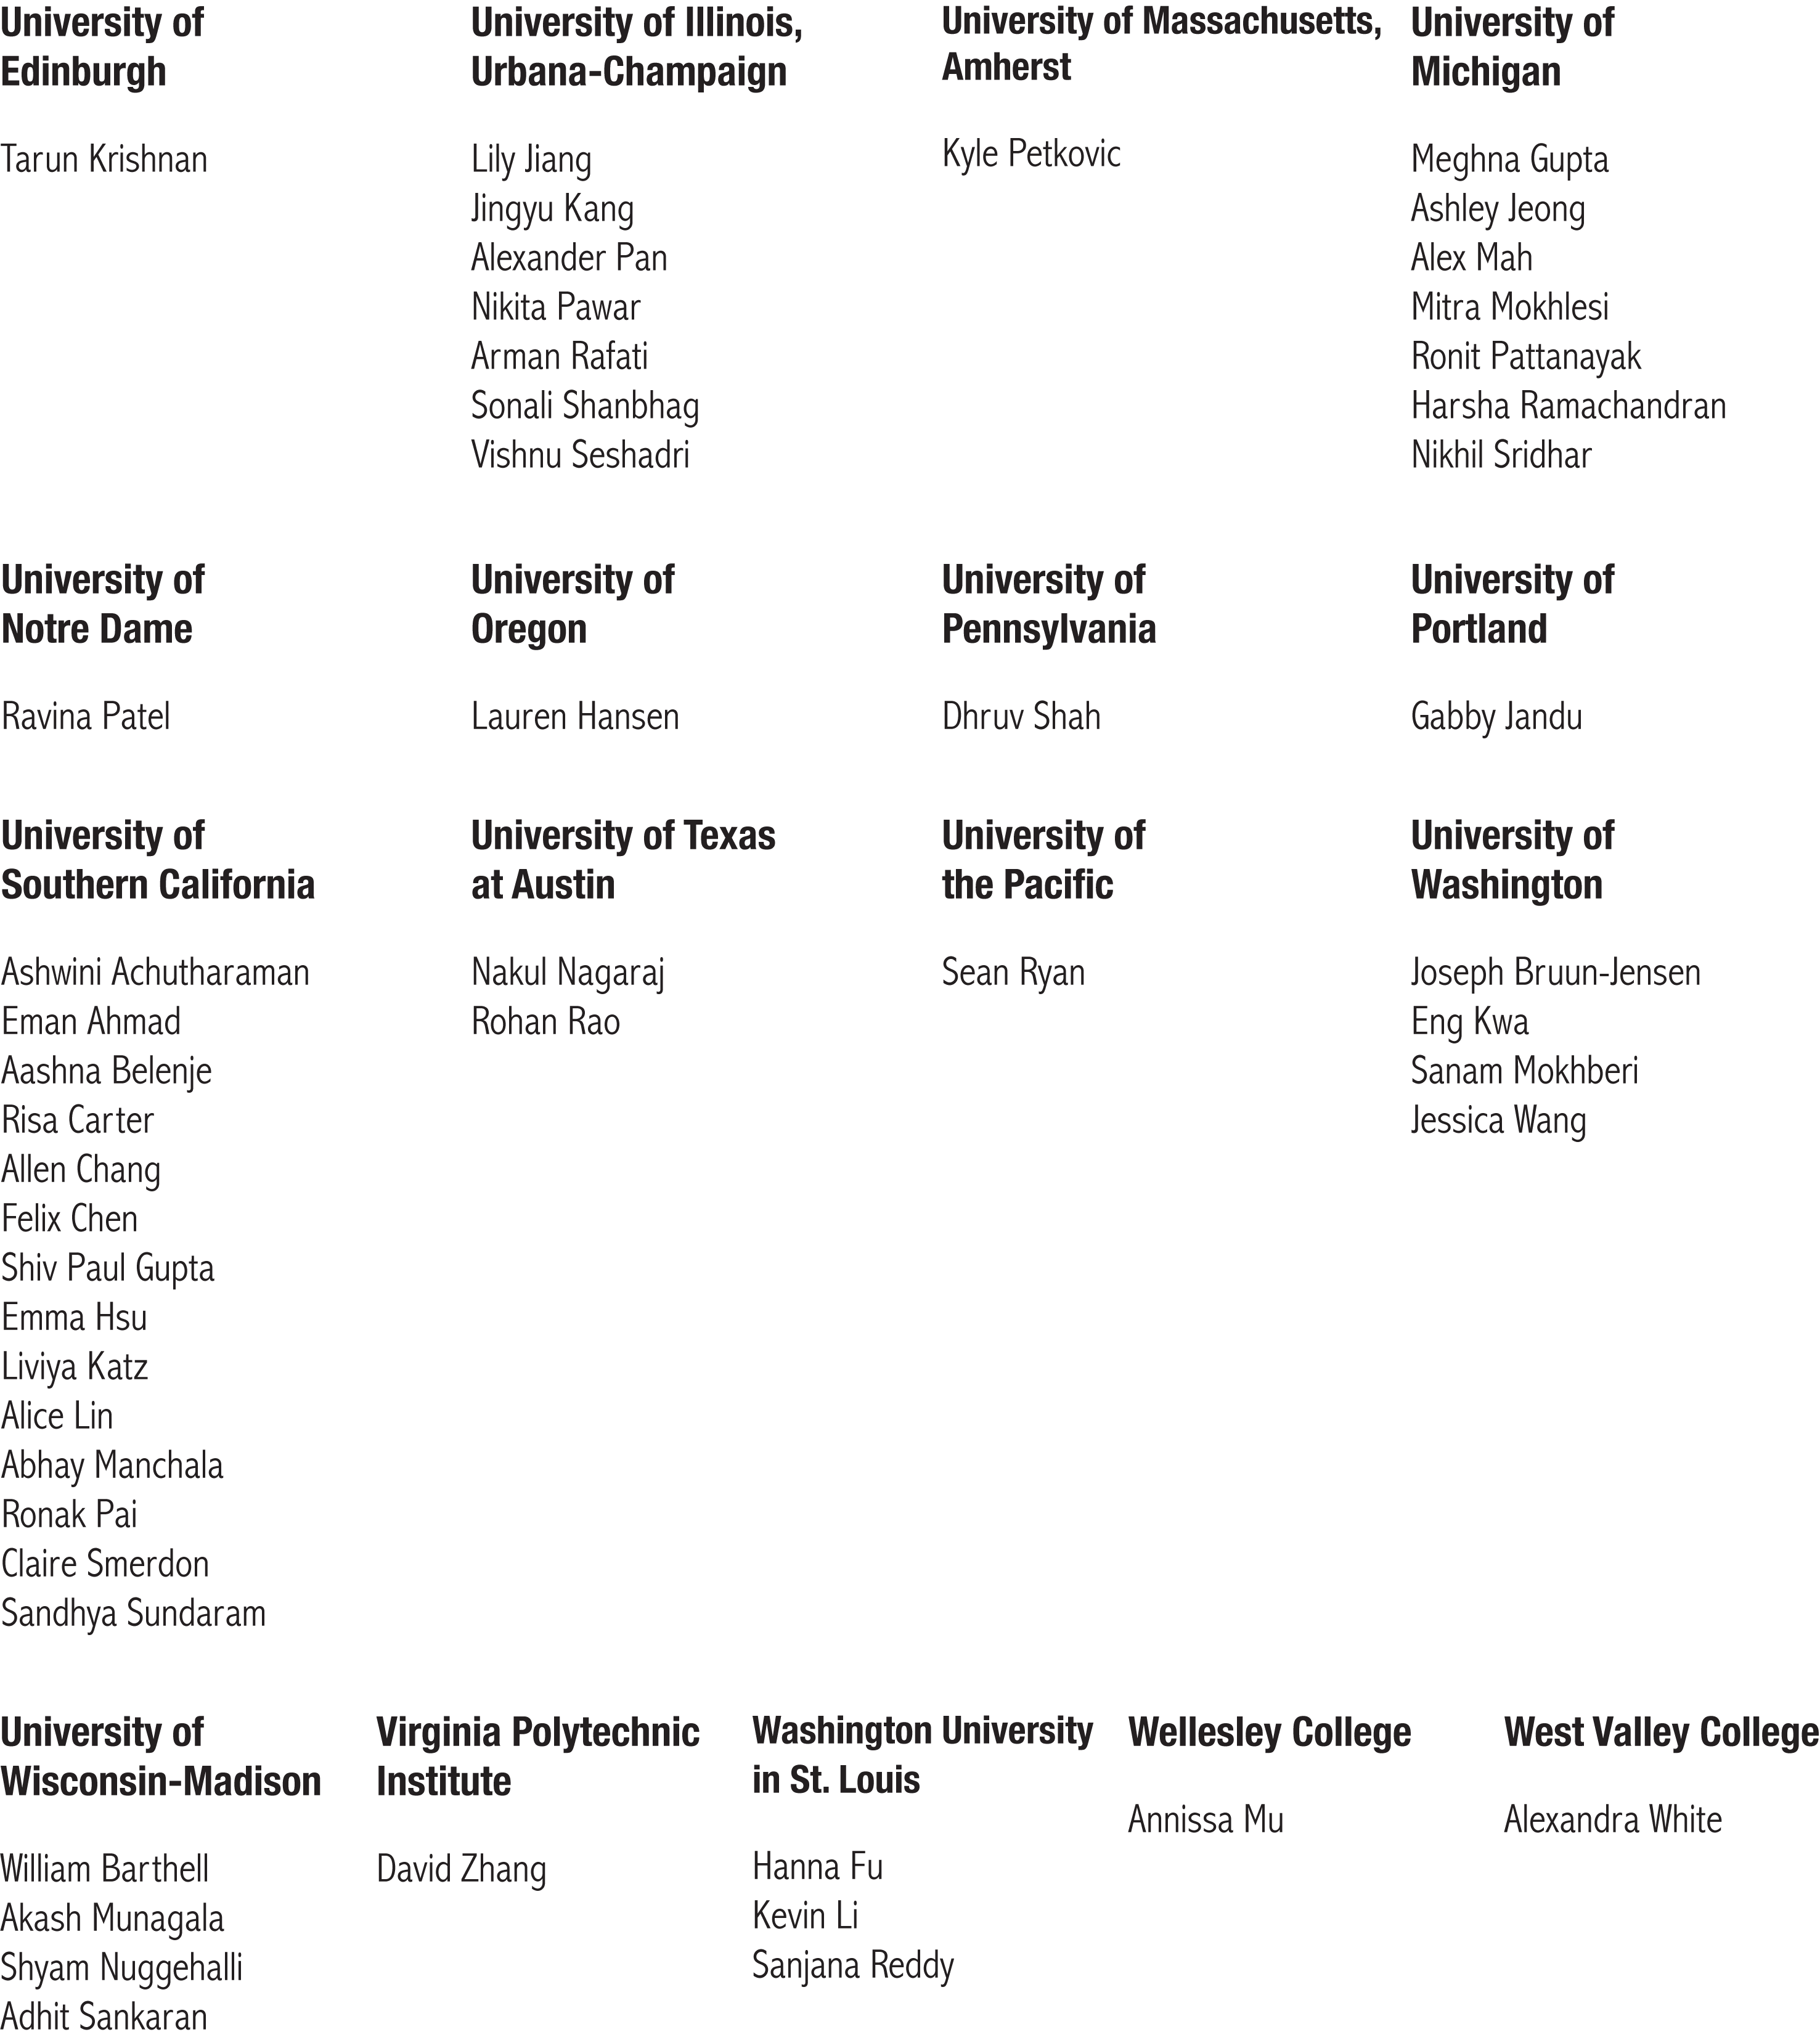 University of
Edinburgh
Tarun Krishnan
University of Illinois,
Urbana-Champaign
Lily Jiang
Jingyu Kang
Alexander Pan
Nikita Pawar
Arman Rafati
Sonali Shanbhag
Vishnu Seshadri
University of Massachusetts,
Amherst
Kyle Petkovic
University of
Michigan
Meghna Gupta
Ashley Jeong
Alex Mah
Mitra Mokhlesi
Ronit Pattanayak
Harsha Ramachandran
Nikhil Sridhar
University of
Notre Dame
Ravina Patel
University of
Oregon
Lauren Hansen
University of
Pennsylvania
Dhruv Shah
University of
Portland
Gabby Jandu
University of
Southern California
Ashwini Achutharaman
Eman Ahmad
Aashna Belenje
Risa Carter
Allen Chang
Felix Chen
Shiv Paul Gupta
Emma Hsu
Liviya Katz
Alice Lin
Abhay Manchala
Ronak Pai
Claire Smerdon
Sandhya Sundaram
University of Texas
at Austin
Nakul Nagaraj
Rohan Rao
University of
the Pacific
Sean Ryan
University of
Washington
Joseph Bruun-Jensen
Eng Kwa
Sanam Mokhberi
Jessica Wang
University of
Wisconsin-Madison
William Barthell
Akash Munagala
Shyam Nuggehalli
Adhit Sankaran
Virginia Polytechnic
Institute
David Zhang
Washington University
in St. Louis
Hanna Fu
Kevin Li
Sanjana Reddy
Wellesley College
Annissa Mu
West Valley College
Alexandra White